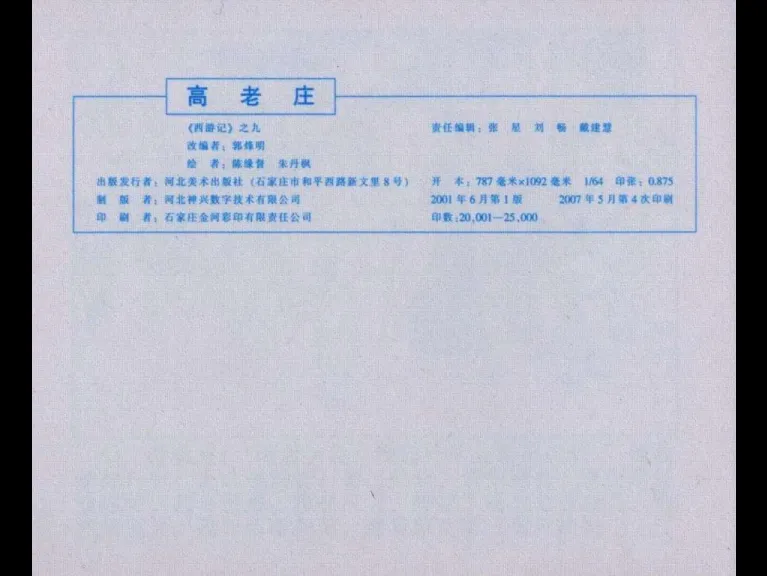 高 老 庄
《西游记》之九
改编者：郭烽明
绘 者：陈缘督 朱丹枫
出版发行者：河北美术出版社（石家庄市和平西路新文里8号）
制 版 者：河北神兴数字技术有限公司
印 刷 者：石家庄金河彩印有限责任公司
责任编辑：张 星 刘 畅 戴建慧
开 本：787毫米×1092毫米 1/64 印张：0.875
2001年6月第1版 2007年5月第4次印刷
印数：20,001—25,000